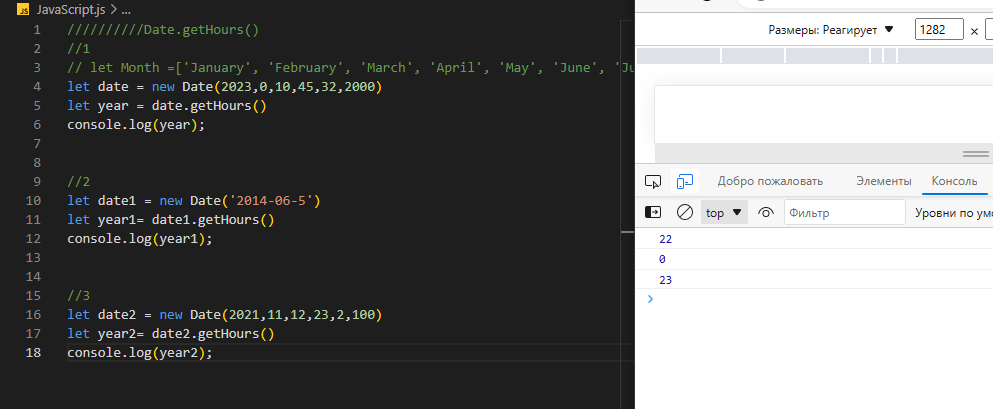 JS JavaScript.js > ...
1 //////////Date.getHours()
2 //1
3 // let Month =['January', 'February', 'March', 'April', 'May', 'June', 'Ju
4 let date = new Date(2023,0,10,45,32,2000)
5 let year = date.getHours()
6 console.log(year);
7
8
9 //2
10 let date1 = new Date('2014-06-5')
11 let year1= date1.getHours()
12 console.log(year1);
13
14
15 //3
16 let date2 = new Date(2021,11,12,23,2,100)
17 let year2= date2.getHours()
18 console.log(year2);
Размеры: Реагирует ▼ 1282 ×
Добро пожаловать Элементы Консоль
top ▼ Фильтр Уровни по умо
22
0
23
>